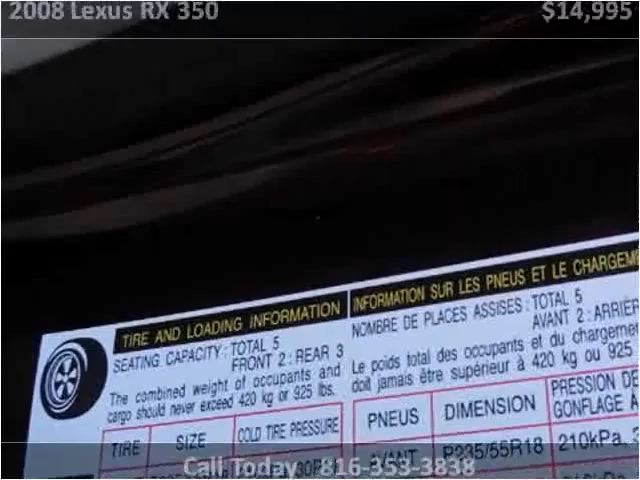 2008 Lexus RX 350 $14,995
TIRE AND LOADING INFORMATION
SEATING CAPACITY : TOTAL 5
FRONT 2 : REAR 3
The combined weight of occupants and
cargo should never exceed 420 kg or 925 lbs.
TIRE SIZE COLD TIRE PRESSURE
INFORMATION SUR LES PNEUS ET LE CHARGEME
NOMBRE DE PLACES ASSISES : TOTAL 5
AVANT 2 : ARRIÈR
Le poids total des occupants et du chargemen
doit jamais être supérieur à 420 kg ou 925
PNEUS DIMENSION PRESSION DE
GONFLAGE À
AVANT P235/55R18 210kPa, 3
Call Today 816-353-3838